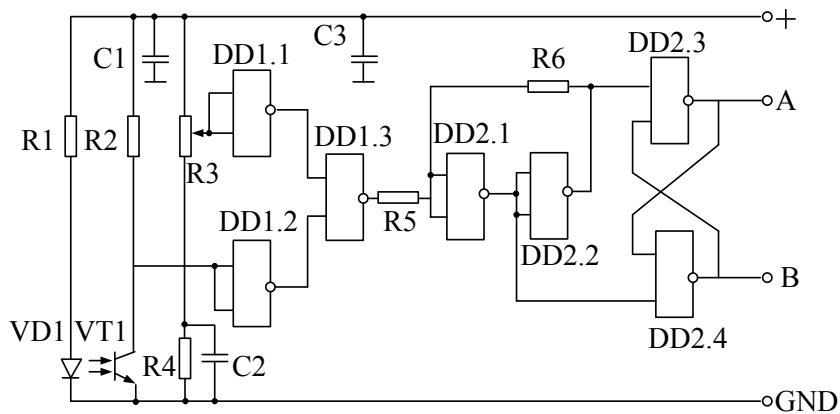 +
C1
C3
DD1.1
DD2.3
R6
A
R1
R2
R3
DD1.3
DD2.1
DD1.2
R5
DD2.2
B
VD1
VT1
R4
C2
DD2.4
GND